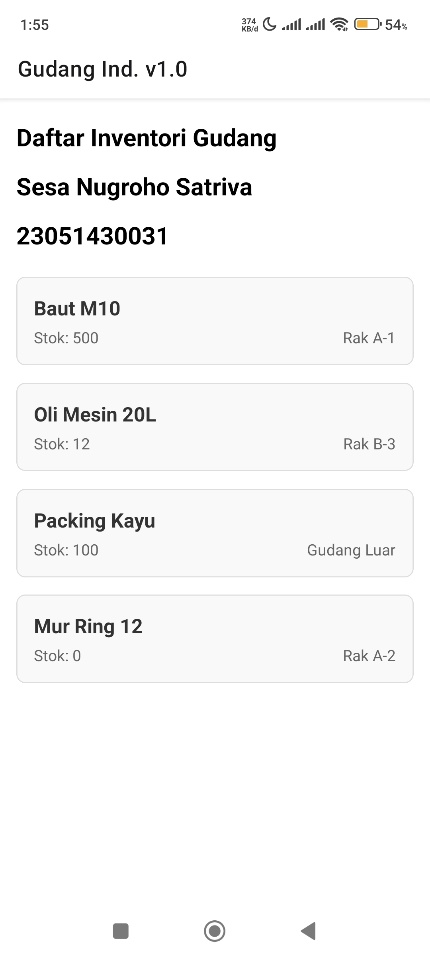 1:55
374
KB/d
54%
Gudang Ind. v1.0
Daftar Inventori Gudang
Sesa Nugroho Satriva
23051430031
Baut M10
Stok: 500 Rak A-1
Oli Mesin 20L
Stok: 12 Rak B-3
Packing Kayu
Stok: 100 Gudang Luar
Mur Ring 12
Stok: 0 Rak A-2